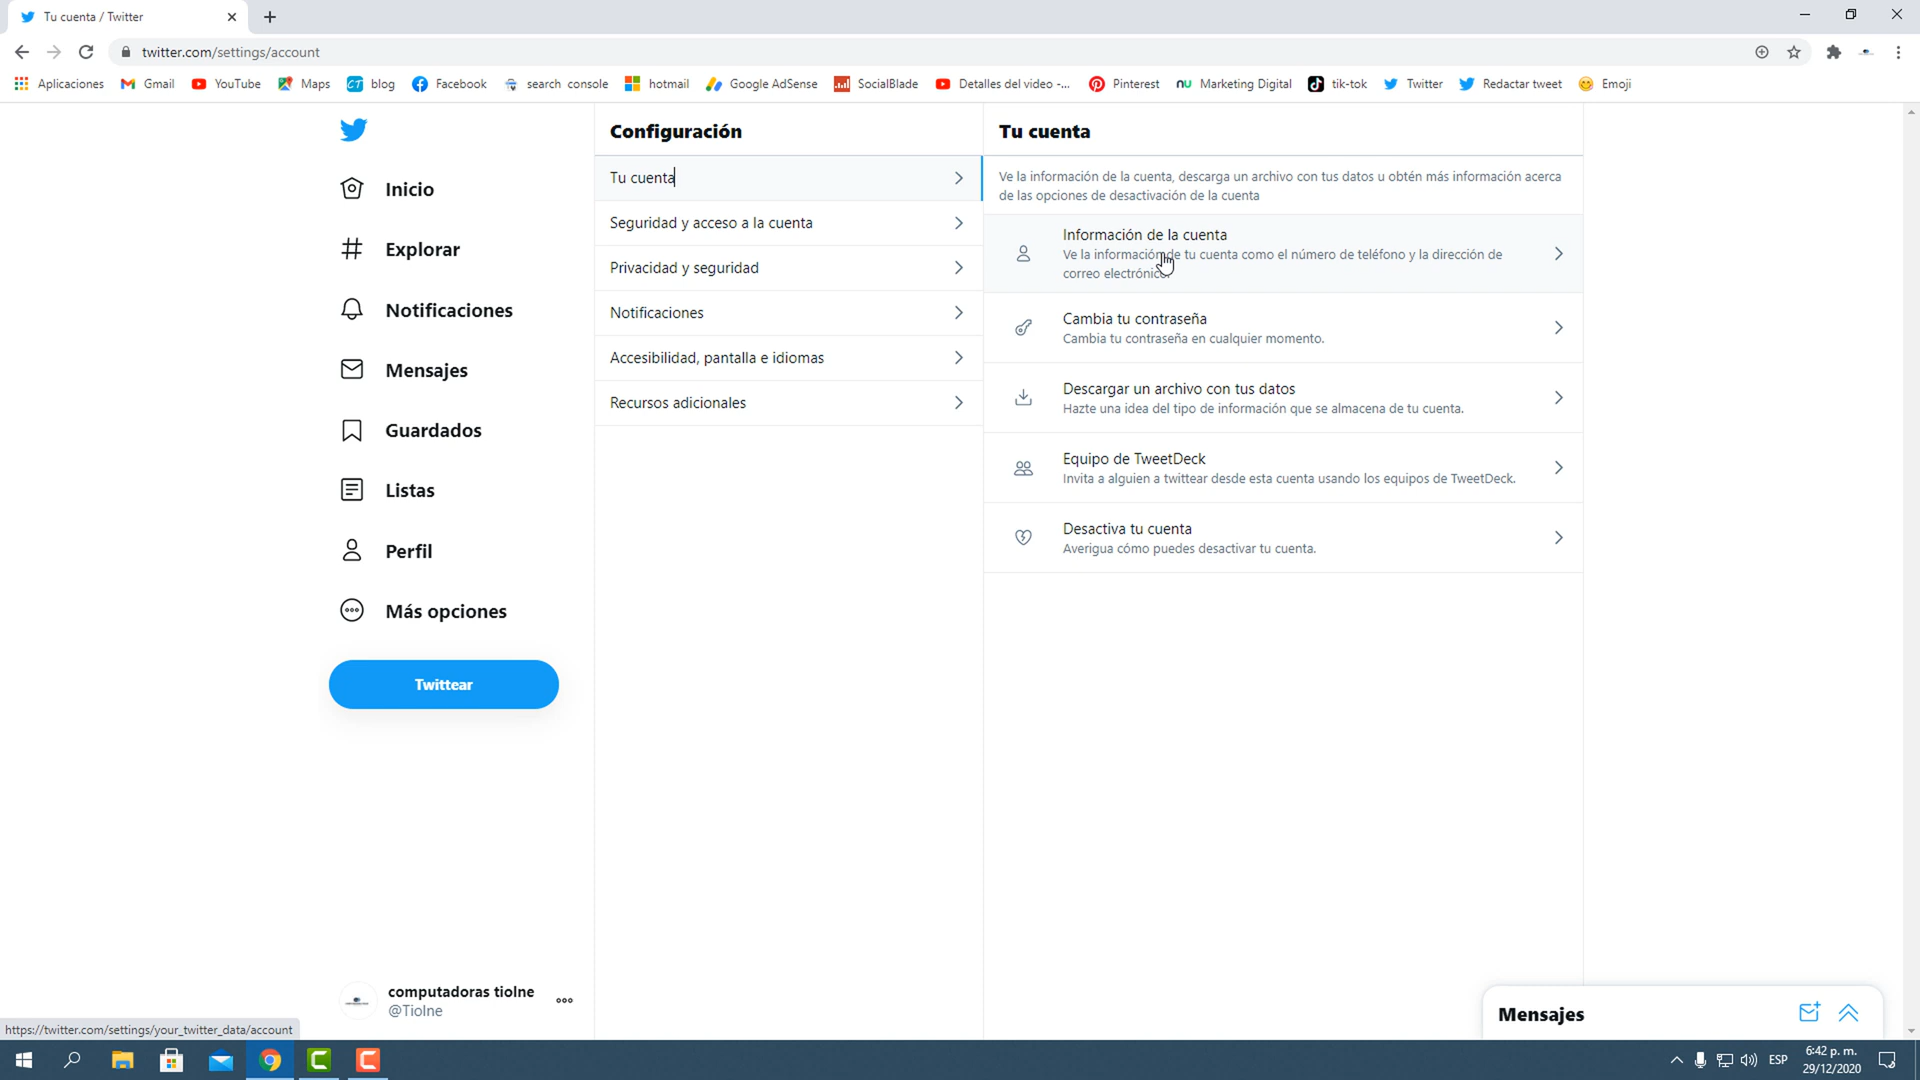 Tu cuenta / Twitter
twitter.com/settings/account
Aplicaciones
Gmail
YouTube
Maps
blog
Facebook
search console
hotmail
Google AdSense
SocialBlade
Detalles del video -...
Pinterest
Marketing Digital
tik-tok
Twitter
Redactar tweet
Emoji
Inicio
Explorar
Notificaciones
Mensajes
Guardados
Listas
Perfil
Más opciones
Twittear
computadoras tiolne
@Tiolne
Configuración
Tu cuenta
Seguridad y acceso a la cuenta
Privacidad y seguridad
Notificaciones
Accesibilidad, pantalla e idiomas
Recursos adicionales
Tu cuenta
Ve la información de la cuenta, descarga un archivo con tus datos u obtén más información acerca
de las opciones de desactivación de la cuenta
Información de la cuenta
Ve la información de tu cuenta como el número de teléfono y la dirección de
correo electrónico.
Cambia tu contraseña
Cambia tu contraseña en cualquier momento.
Descargar un archivo con tus datos
Hazte una idea del tipo de información que se almacena de tu cuenta.
Equipo de TweetDeck
Invita a alguien a twittear desde esta cuenta usando los equipos de TweetDeck.
Desactiva tu cuenta
Averigua cómo puedes desactivar tu cuenta.
Mensajes
https://twitter.com/settings/your_twitter_data/account
ESP
6:42 p. m.
29/12/2020